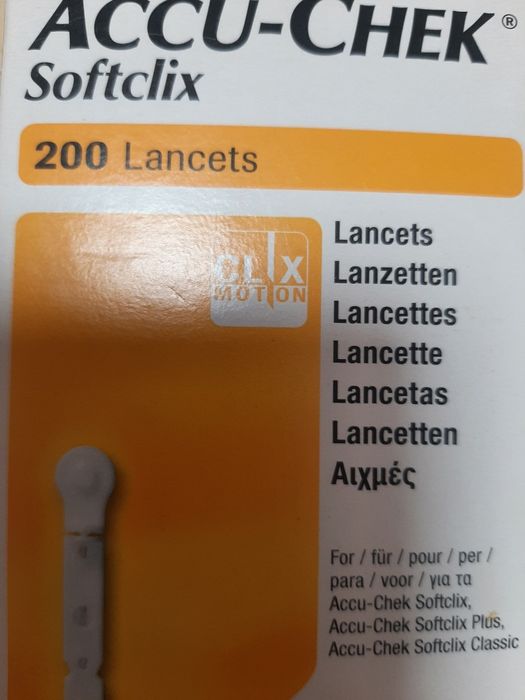 ACCU-CHEK®
Softclix
200 Lancets
CLIX
MOTION
Lancets
Lanzetten
Lancettes
Lancette
Lancetas
Lancetten
Αιχμές
For / für / pour / per /
para / voor / για τα
Accu-Chek Softclix,
Accu-Chek Softclix Plus,
Accu-Chek Softclix Classic